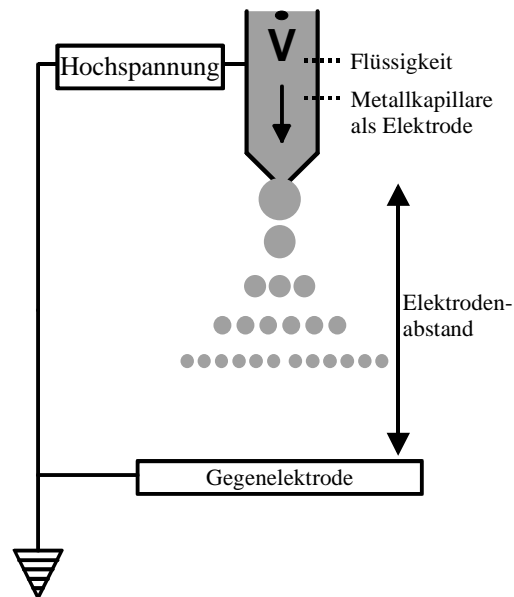 V
Hochspannung
Flüssigkeit
Metallkapillare
als Elektrode
Elektroden-
abstand
Gegenelektrode